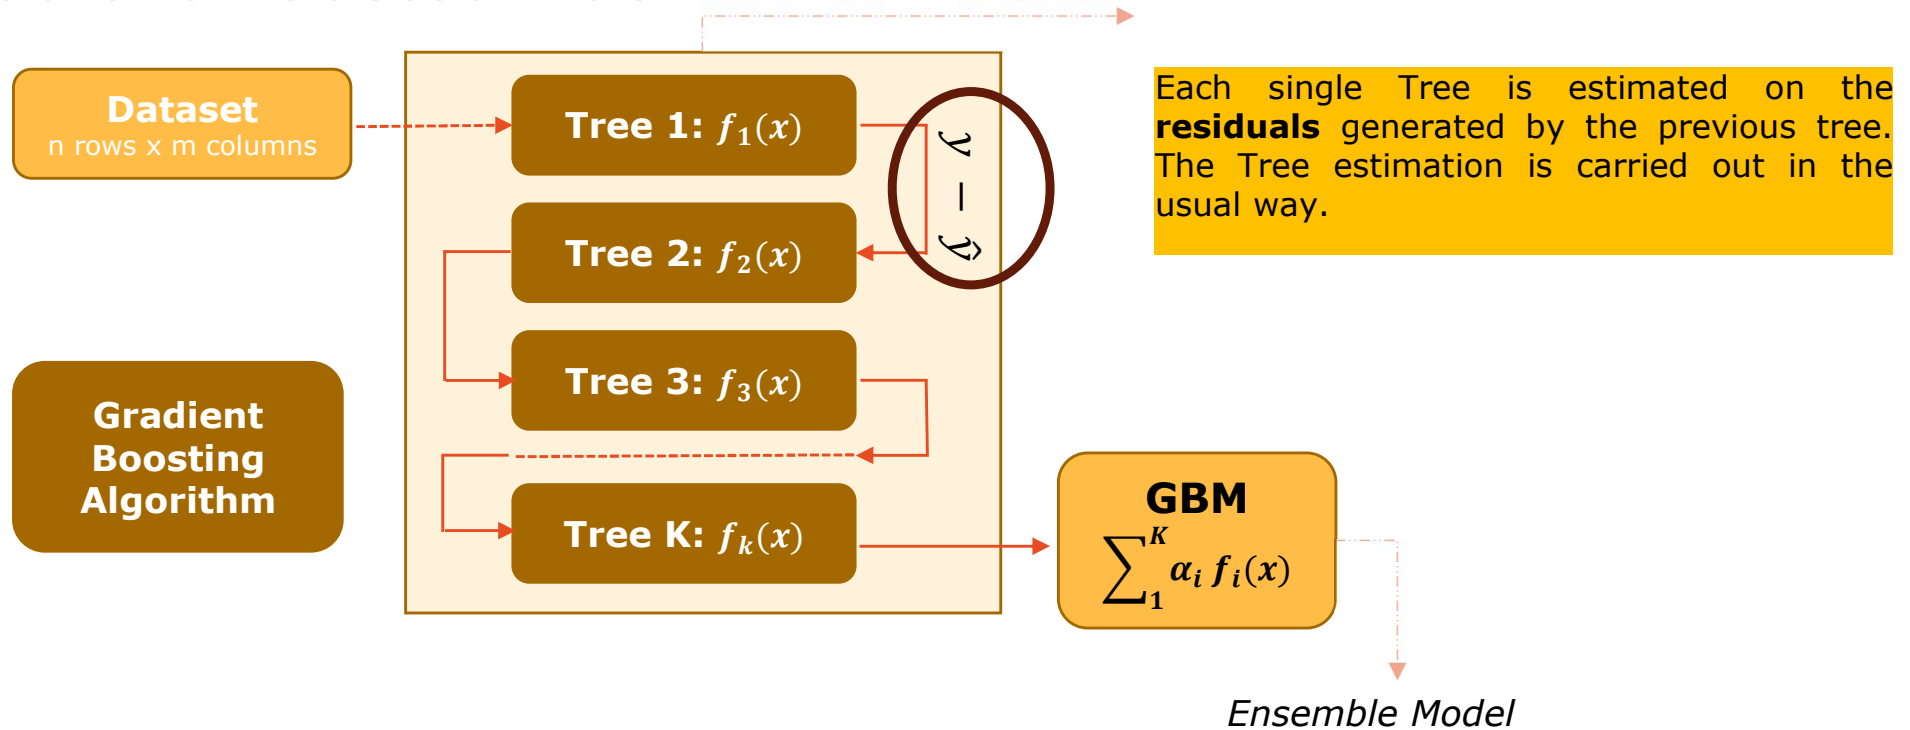 Dataset
n rows x m columns
Tree 1: f₁(x)
y − ŷ
Tree 2: f₂(x)
Tree 3: f₃(x)
Tree K: fₖ(x)
Each single Tree is estimated on the
residuals generated by the previous tree.
The Tree estimation is carried out in the
usual way.
Gradient
Boosting
Algorithm
GBM
∑₁ᴷ αᵢ fᵢ(x)
Ensemble Model